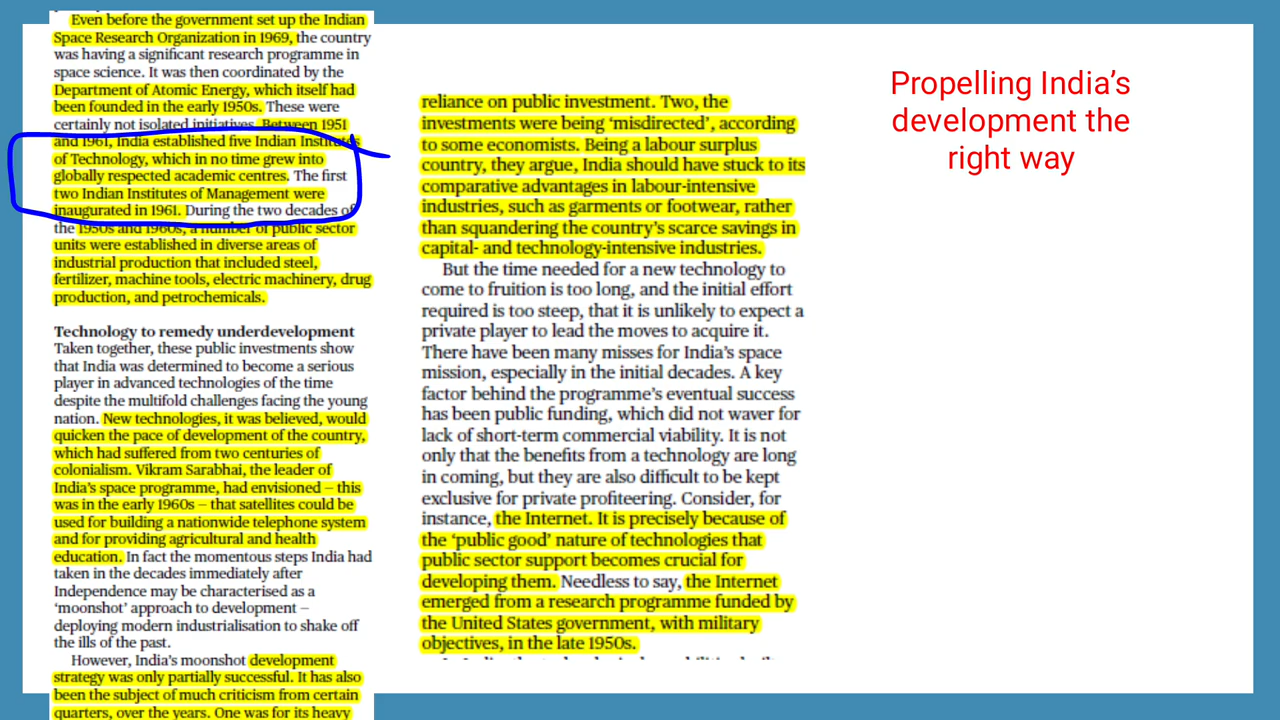 Even before the government set up the Indian
Space Research Organization in 1969, the country
was having a significant research programme in
space science. It was then coordinated by the
Department of Atomic Energy, which itself had
been founded in the early 1950s. These were
certainly not isolated initiatives. Between 1951
and 1961, India established five Indian Institutes
of Technology, which in no time grew into
globally respected academic centres. The first
two Indian Institutes of Management were
inaugurated in 1961. During the two decades of
the 1950s and 1960s, a number of public sector
units were established in diverse areas of
industrial production that included steel,
fertilizer, machine tools, electric machinery, drug
production, and petrochemicals.
Technology to remedy underdevelopment
Taken together, these public investments show
that India was determined to become a serious
player in advanced technologies of the time
despite the multifold challenges facing the young
nation. New technologies, it was believed, would
quicken the pace of development of the country,
which had suffered from two centuries of
colonialism. Vikram Sarabhai, the leader of
India's space programme, had envisioned — this
was in the early 1960s — that satellites could be
used for building a nationwide telephone system
and for providing agricultural and health
education. In fact the momentous steps India had
taken in the decades immediately after
Independence may be characterised as a
'moonshot' approach to development —
deploying modern industrialisation to shake off
the ills of the past.
However, India's moonshot development
strategy was only partially successful. It has also
been the subject of much criticism from certain
quarters, over the years. One was for its heavy
reliance on public investment. Two, the
investments were being 'misdirected', according
to some economists. Being a labour surplus
country, they argue, India should have stuck to its
comparative advantages in labour-intensive
industries, such as garments or footwear, rather
than squandering the country's scarce savings in
capital- and technology-intensive industries.
But the time needed for a new technology to
come to fruition is too long, and the initial effort
required is too steep, that it is unlikely to expect a
private player to lead the moves to acquire it.
There have been many misses for India's space
mission, especially in the initial decades. A key
factor behind the programme's eventual success
has been public funding, which did not waver for
lack of short-term commercial viability. It is not
only that the benefits from a technology are long
in coming, but they are also difficult to be kept
exclusive for private profiteering. Consider, for
instance, the Internet. It is precisely because of
the 'public good' nature of technologies that
public sector support becomes crucial for
developing them. Needless to say, the Internet
emerged from a research programme funded by
the United States government, with military
objectives, in the late 1950s.
Propelling India's
development the
right way